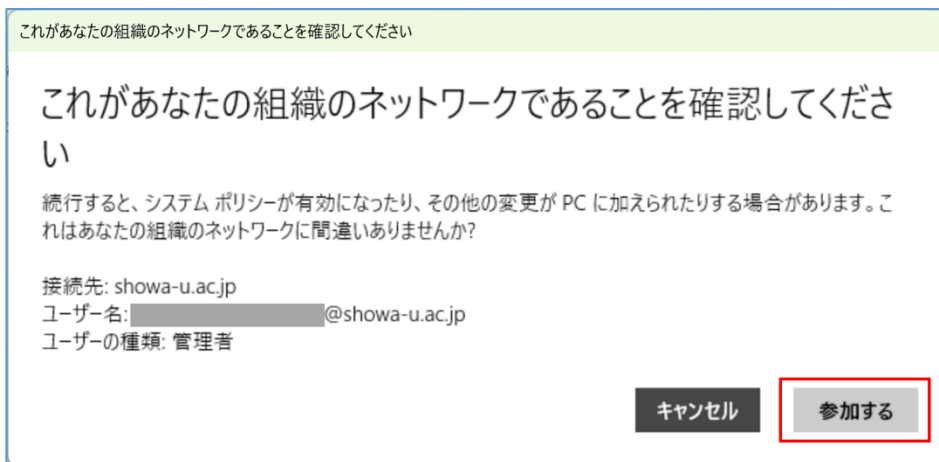 これがあなたの組織のネットワークであることを確認してください
これがあなたの組織のネットワークであることを確認してくださ
い
続行すると、システム ポリシーが有効になったり、その他の変更が PC に加えられたりする場合があります。こ
れはあなたの組織のネットワークに間違いありませんか?
接続先: showa-u.ac.jp
ユーザー名: @showa-u.ac.jp
ユーザーの種類: 管理者
キャンセル 参加する